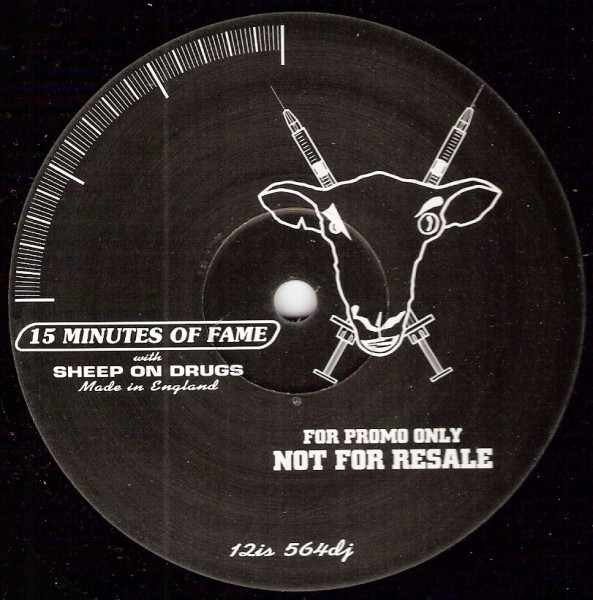 15 MINUTES OF FAME
with
SHEEP ON DRUGS
Made in England
FOR PROMO ONLY
NOT FOR RESALE
12is 564dj